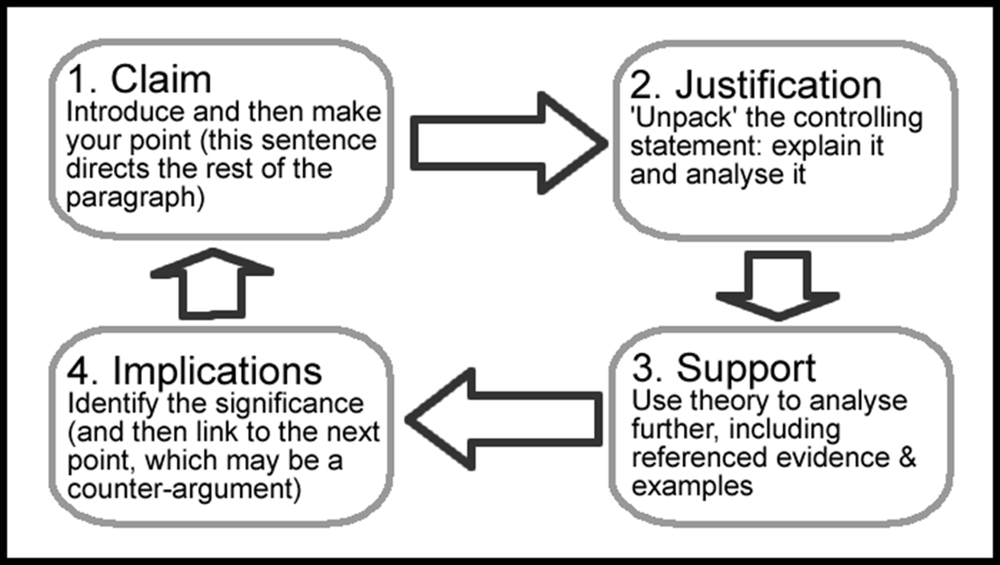 1. Claim
Introduce and then make
your point (this sentence
directs the rest of the
paragraph)
2. Justification
'Unpack' the controlling
statement: explain it
and analyse it
3. Support
Use theory to analyse
further, including
referenced evidence &
examples
4. Implications
Identify the significance
(and then link to the next
point, which may be a
counter-argument)